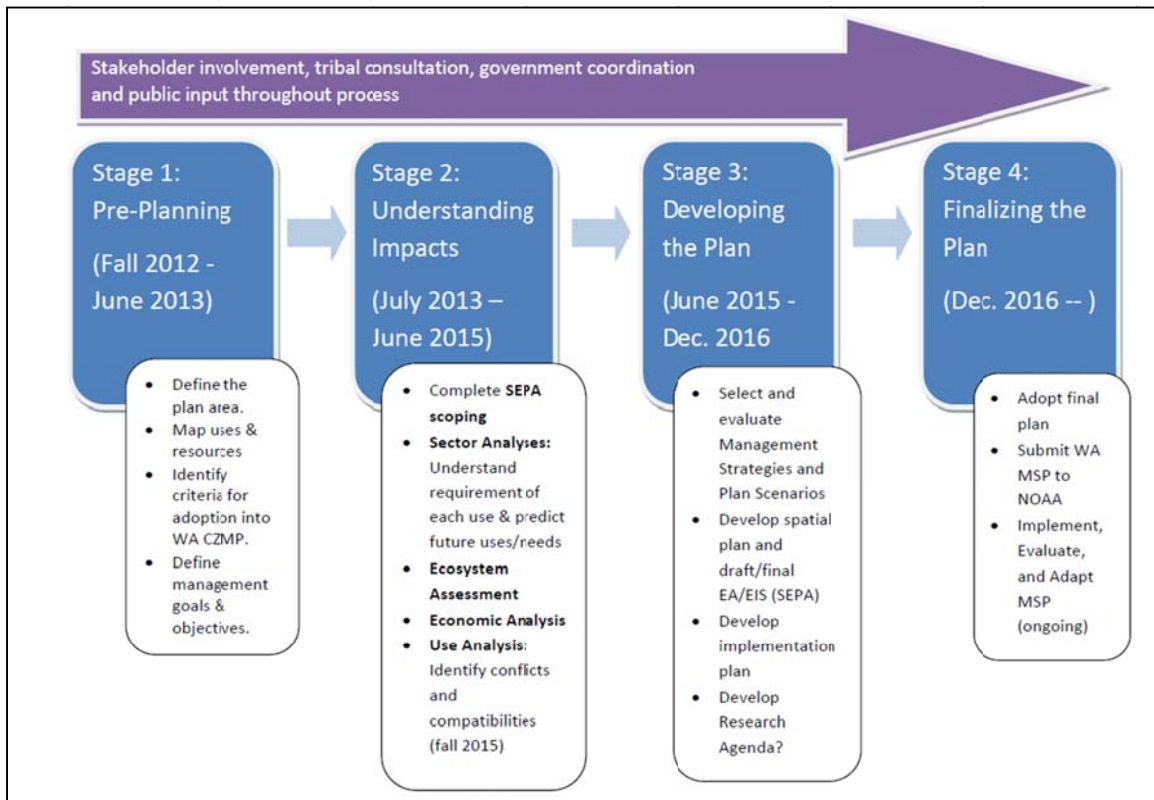 Stakeholder involvement, tribal consultation, government coordination
and public input throughout process
Stage 1:
Pre-Planning
(Fall 2012 -
June 2013)
• Define the
plan area.
• Map uses &
resources
• Identify
criteria for
adoption into
WA CZMP.
• Define
management
goals &
objectives.
Stage 2:
Understanding
Impacts
(July 2013 –
June 2015)
• Complete SEPA
scoping
• Sector Analyses:
Understand
requirement of
each use & predict
future uses/needs
• Ecosystem
Assessment
• Economic Analysis
• Use Analysis:
Identify conflicts
and
compatibilities
(fall 2015)
Stage 3:
Developing
the Plan
(June 2015 -
Dec. 2016
• Select and
evaluate
Management
Strategies and
Plan Scenarios
• Develop spatial
plan and
draft/final
EA/EIS (SEPA)
• Develop
implementation
plan
• Develop
Research
Agenda?
Stage 4:
Finalizing the
Plan
(Dec. 2016 -- )
• Adopt final
plan
• Submit WA
MSP to
NOAA
• Implement,
Evaluate,
and Adapt
MSP
(ongoing)